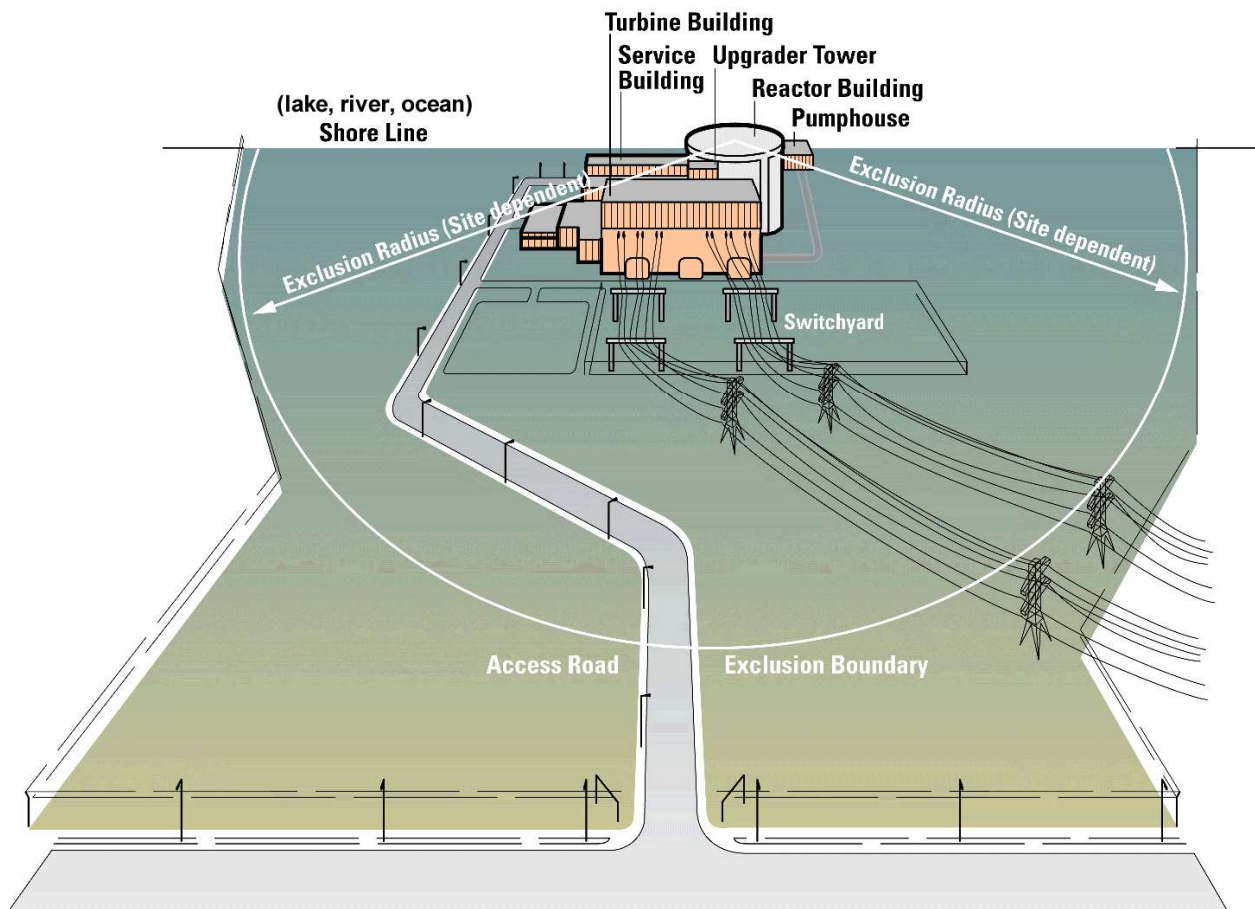 Turbine Building
Service
Building
Upgrader Tower
Reactor Building
Pumphouse
(lake, river, ocean)
Shore Line
Exclusion Radius (Site dependent)
Exclusion Radius (Site dependent)
Switchyard
Access Road
Exclusion Boundary